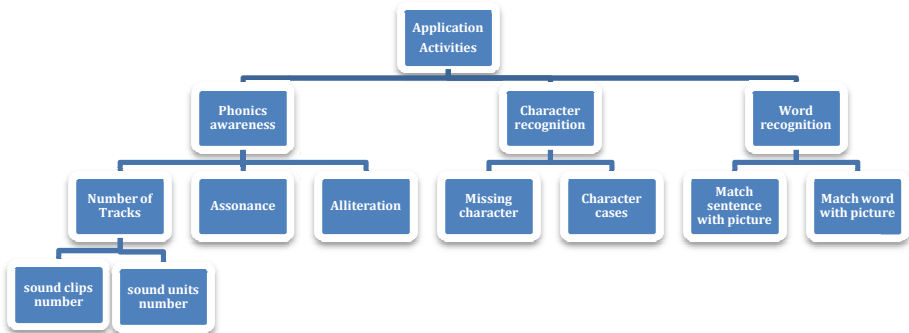 Application
Activities
Phonics
awareness
Character
recognition
Word
recognition
Number of
Tracks
Assonance
Alliteration
Missing
character
Character
cases
Match
sentence
with picture
Match word
with picture
sound clips
number
sound units
number